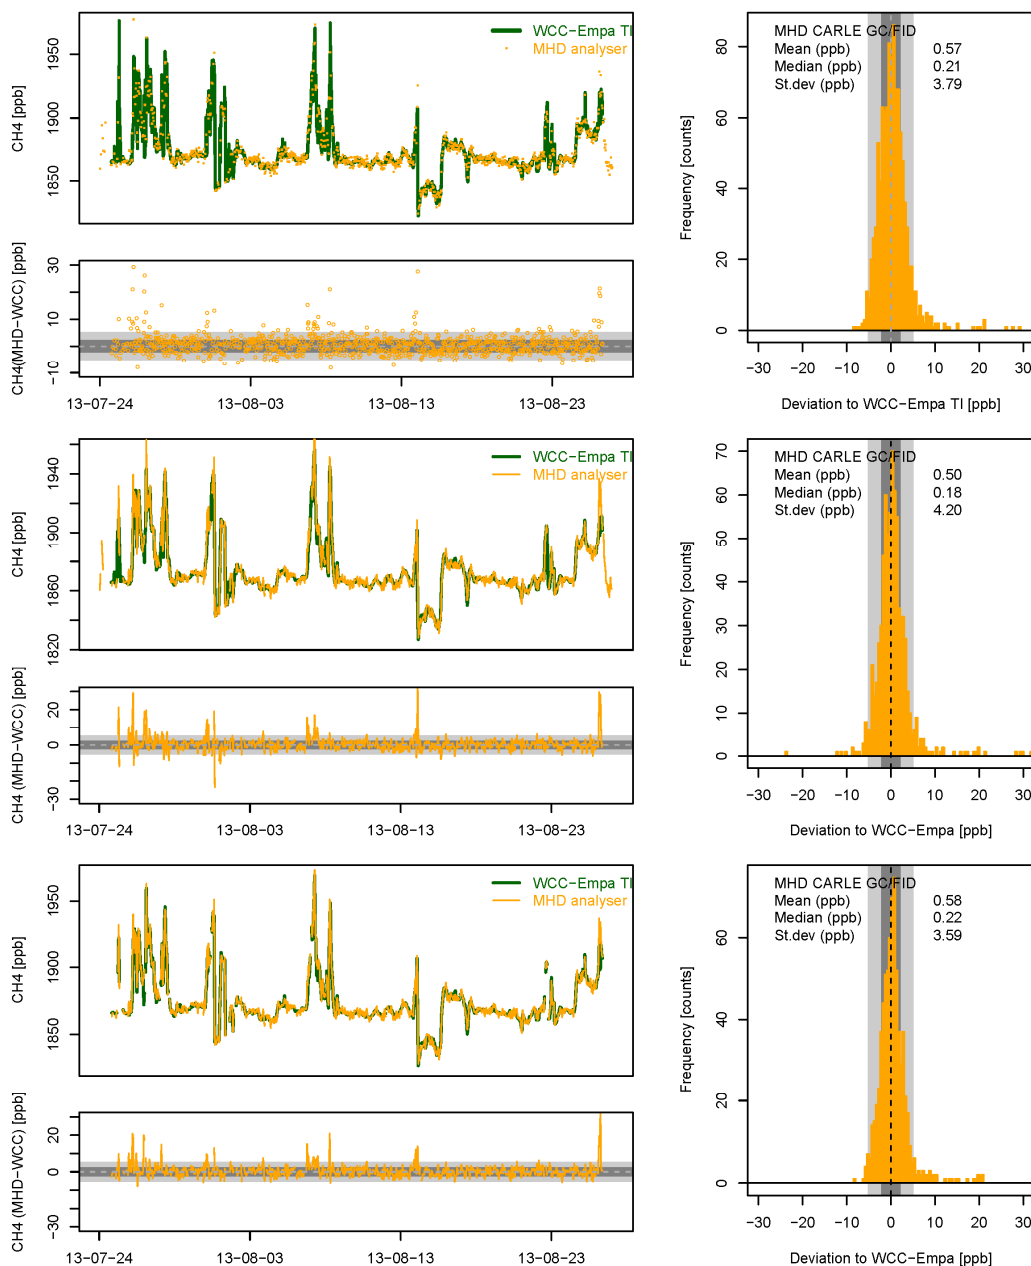 WCC−Empa TI
MHD analyser
CH4 [ppb]
1850 1900 1950
CH4(MHD−WCC) [ppb]
−10 10 30
13−07−24 13−08−03 13−08−13 13−08−23
MHD CARLE GC/FID
Mean (ppb) 0.57
Median (ppb) 0.21
St.dev (ppb) 3.79
Frequency [counts]
0 20 40 60 80
−30 −20 −10 0 10 20 30
Deviation to WCC−Empa TI [ppb]
WCC−Empa TI
MHD analyser
CH4 [ppb]
1820 1860 1900 1940
CH4 (MHD−WCC) [ppb]
−30 0 20
13−07−24 13−08−03 13−08−13 13−08−23
MHD CARLE GC/FID
Mean (ppb) 0.50
Median (ppb) 0.18
St.dev (ppb) 4.20
Frequency [counts]
0 10 20 30 40 50 60 70
−30 −20 −10 0 10 20 30
Deviation to WCC−Empa [ppb]
WCC−Empa TI
MHD analyser
CH4 [ppb]
1850 1900 1950
CH4 (MHD−WCC) [ppb]
−30 0 20
13−07−24 13−08−03 13−08−13 13−08−23
MHD CARLE GC/FID
Mean (ppb) 0.58
Median (ppb) 0.22
St.dev (ppb) 3.59
Frequency [counts]
0 20 40 60
−30 −20 −10 0 10 20 30
Deviation to WCC−Empa [ppb]